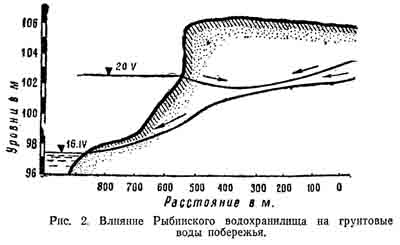 106
104
102
100
98
96
Уровни в м
20 V
16.IV
800 700 600 500 400 300 200 100 0
Расстояние в м.
Рис. 2. Влияние Рыбинского водохранилища на грунтовые
воды побережья.